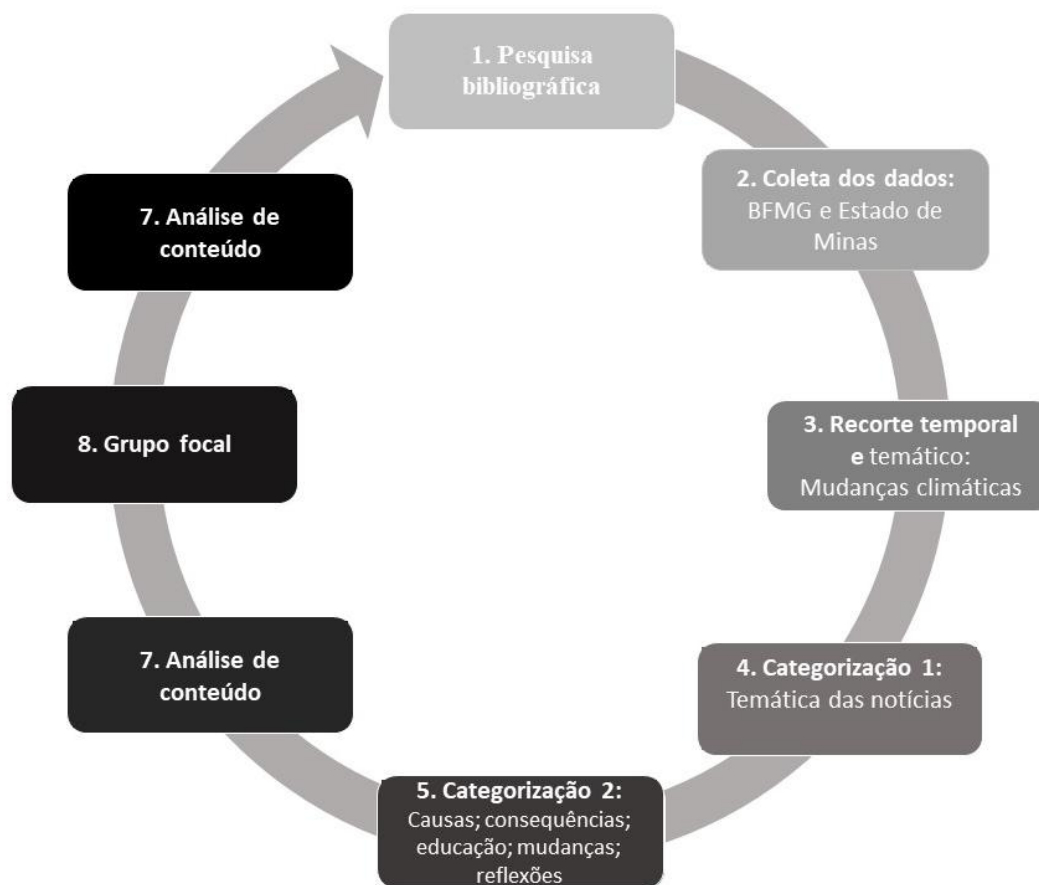 1. Pesquisa
bibliográfica
2. Coleta dos dados:
BFMG e Estado de
Minas
3. Recorte temporal
e temático:
Mudanças climáticas
4. Categorização 1:
Temática das notícias
5. Categorização 2:
Causas; consequências;
educação; mudanças;
reflexões
7. Análise de
conteúdo
8. Grupo focal
7. Análise de
conteúdo